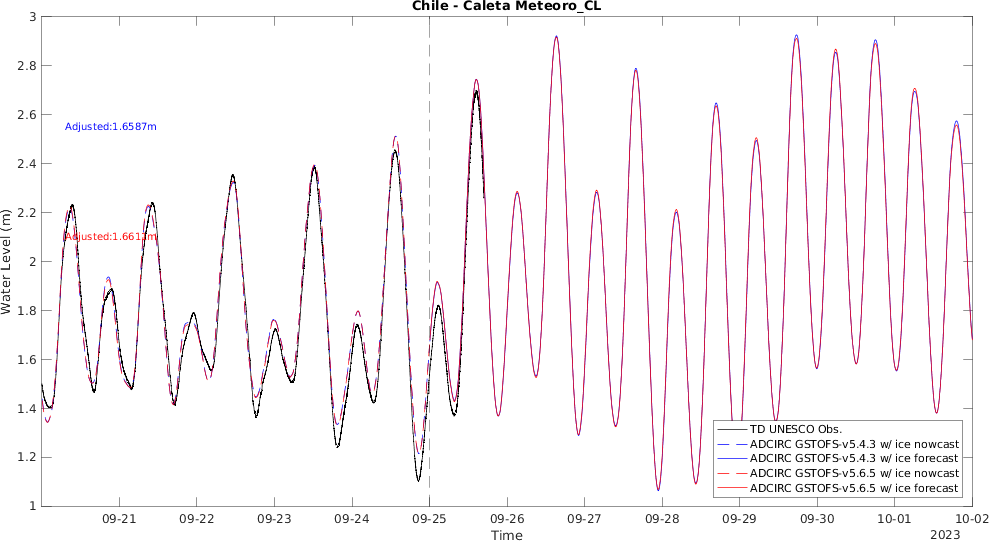 Chile - Caleta Meteoro_CL
3
2.8
2.6
2.4
2.2
2
1.8
1.6
1.4
1.2
1
Water Level (m)
Adjusted:1.6587m
TD UNESCO Obs.
ADCIRC GSTOFS-v5.4.3 w/ ice nowcast
ADCIRC GSTOFS-v5.4.3 w/ ice forecast
ADCIRC GSTOFS-v5.6.5 w/ ice nowcast
ADCIRC GSTOFS-v5.6.5 w/ ice forecast
09-21
09-22
09-23
09-24
09-25
09-26
09-27
09-28
09-29
09-30
10-01
10-02
Time
2023